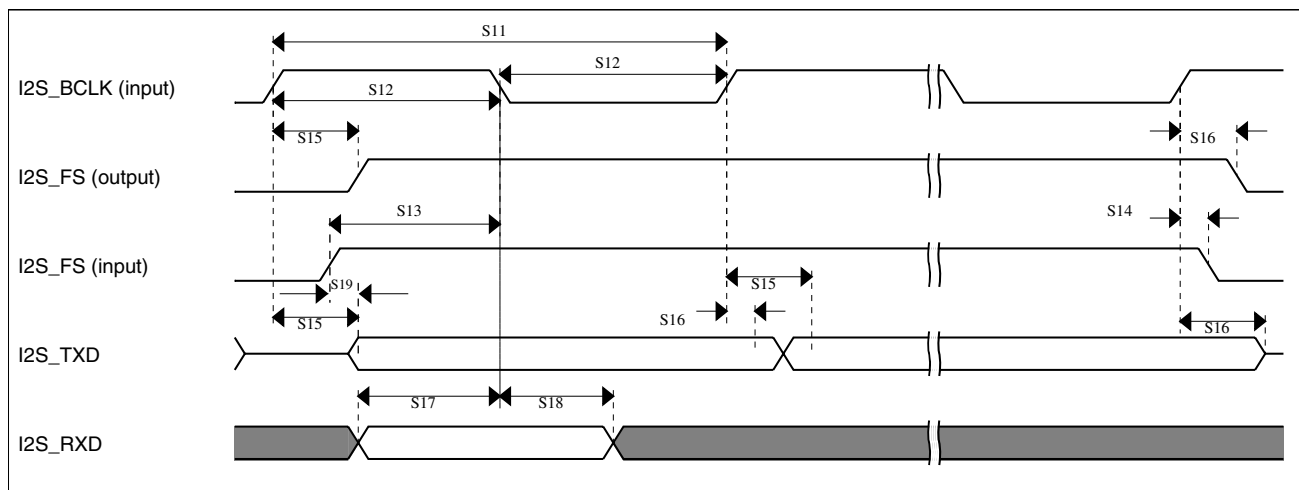 S11
I2S_BCLK (input)
S12
S12
S15
S16
I2S_FS (output)
S13
S14
I2S_FS (input)
S19
S15
S15
S16
S16
I2S_TXD
S17
S18
I2S_RXD